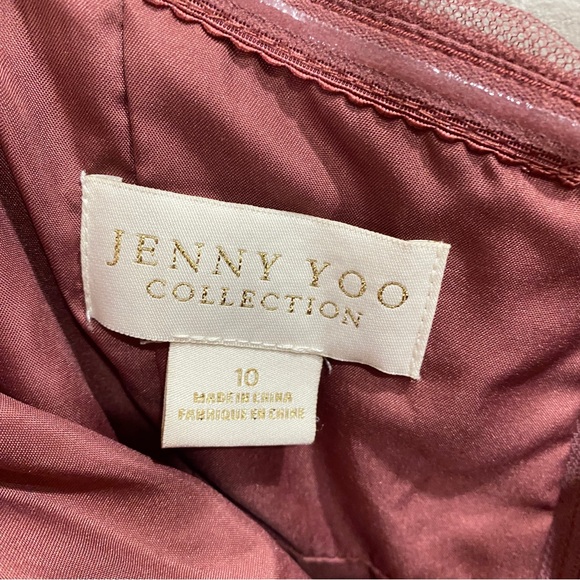 JENNY YOO
COLLECTION
10
MADE IN CHINA
FABRIQUE EN CHINE